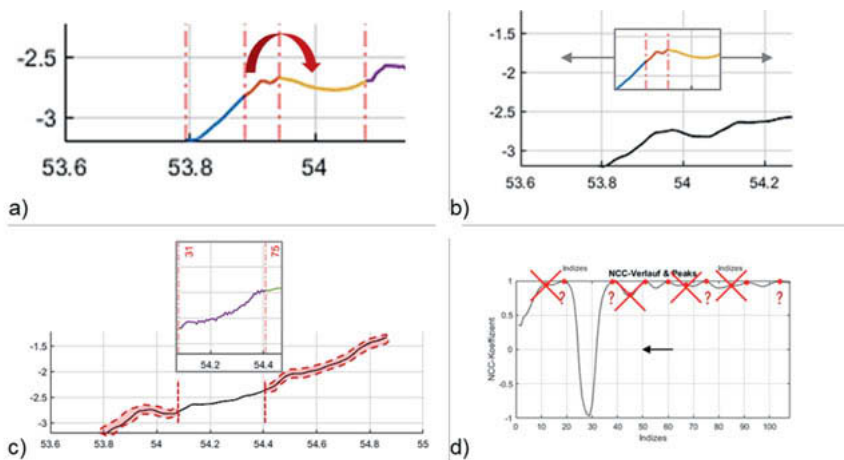 a)
-2.5
-3
53.6 53.8 54
b)
-1
-1.5
-2
-2.5
-3
53.6 53.8 54 54.2
c)
31 75
54.2 54.4
-1.5
-2
-2.5
-3
53.6 53.8 54 54.2 54.4 54.6 54.8 55
d)
Indizes Indizes
NCC-Verlauf & Peaks
1
0.5
0
-0.5
-1
? ? ? ? ?
NCC-Koeffizient
0 10 20 30 40 50 60 70 80 90 100
Indizes